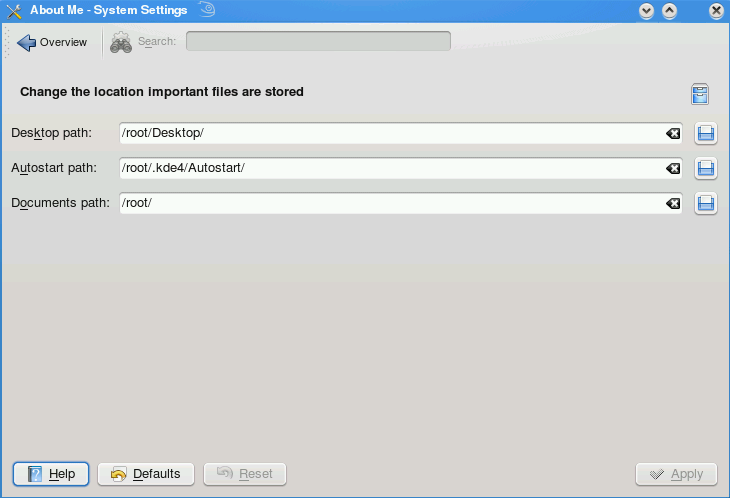 About Me - System Settings
Overview
Search:
Change the location important files are stored
Desktop path: /root/Desktop/
Autostart path: /root/.kde4/Autostart/
Documents path: /root/
Help Defaults Reset Apply